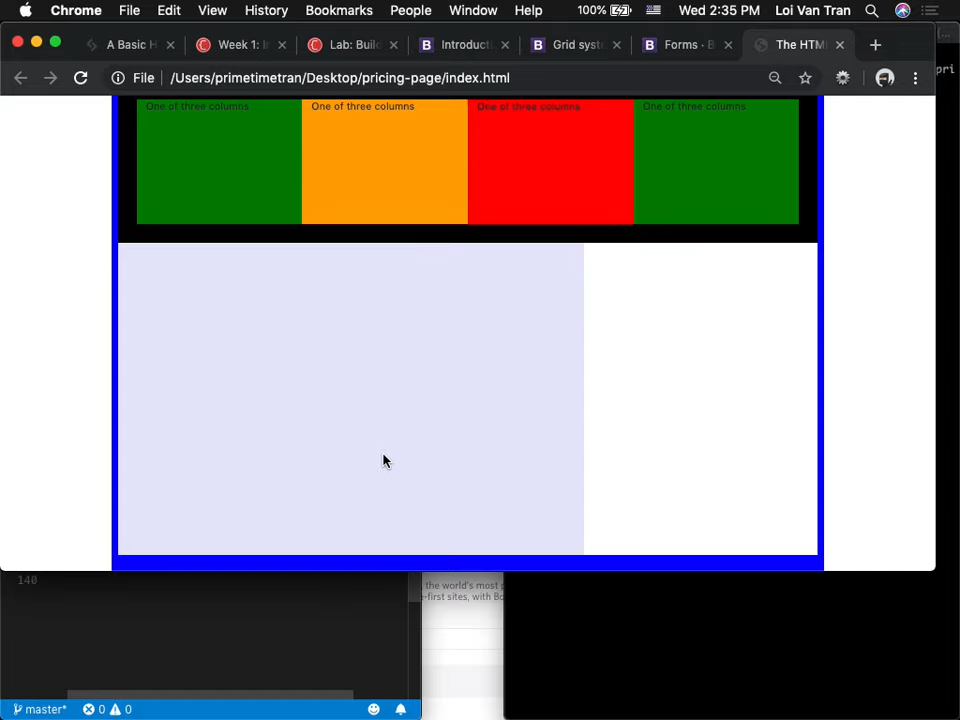 Chrome File Edit View History Bookmarks People Window Help 100% Wed 2:35 PM Loi Van Tran
A Basic H Week 1: I Lab: Buil Introduct Grid syst Forms · B The HTM
File /Users/primetimetran/Desktop/pricing-page/index.html
pri
One of three columns One of three columns One of three columns One of three columns
140
, the world's most p
e-first sites, with Bo
master* 0 0